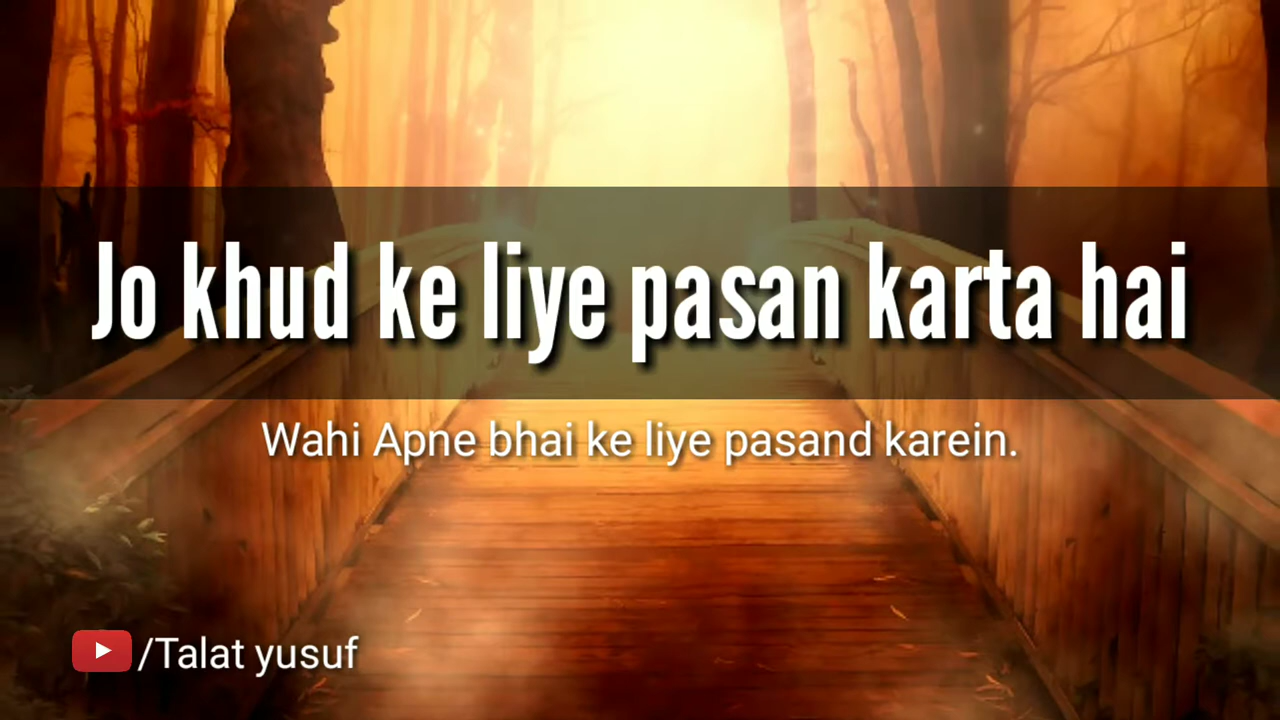 Jo khud ke liye pasan karta hai
Wahi Apne bhai ke liye pasand karein.
/Talat yusuf